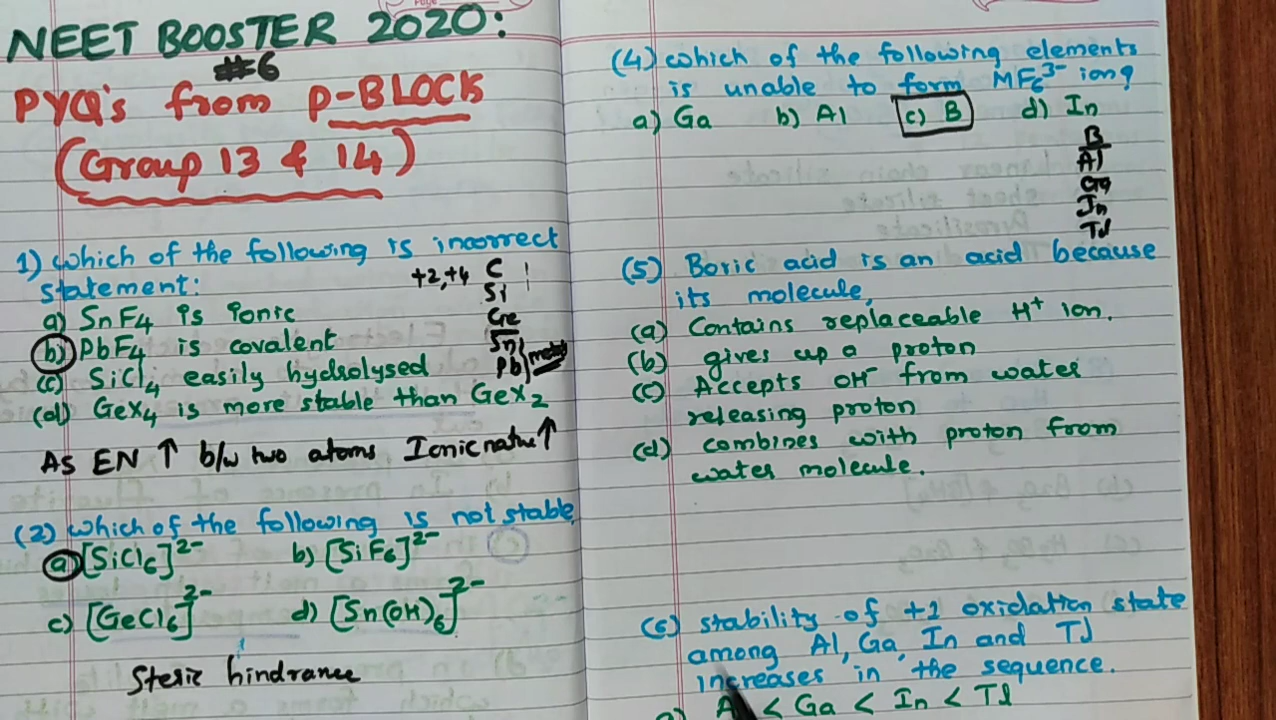 NEET BOOSTER 2020:
#6
PYQ's from p-BLOCK
(Group 13 & 14)
1) which of the following is incorrect
statement:
a) SnF4 is ionic
b) PbF4 is covalent
(c) SiCl4 easily hydrolysed
(d) GeX4 is more stable than GeX2
+2,+4
C
Si
Ge
Sn
Pb
As EN ↑ b/w two atoms Ionic nature ↑
(2) which of the following is not stable
a) [SiCl6]2-
b) [SiF6]2-
c) [GeCl6]2-
d) [Sn(OH)6]2-
Steric hindrance
(4) which of the following elements
is unable to form MF6 3- ion?
a) Ga b) Al (c) B d) In
B
Al
Ga
In
Tl
(5) Boric acid is an acid because
its molecule,
(a) Contains replaceable H+ ion.
(b) gives up a proton
(c) Accepts OH- from water
releasing proton
(d) combines with proton from
water molecule.
(6) stability of +1 oxidation state
among Al, Ga, In and Tl
increases in the sequence.
< Ga < In < Tl